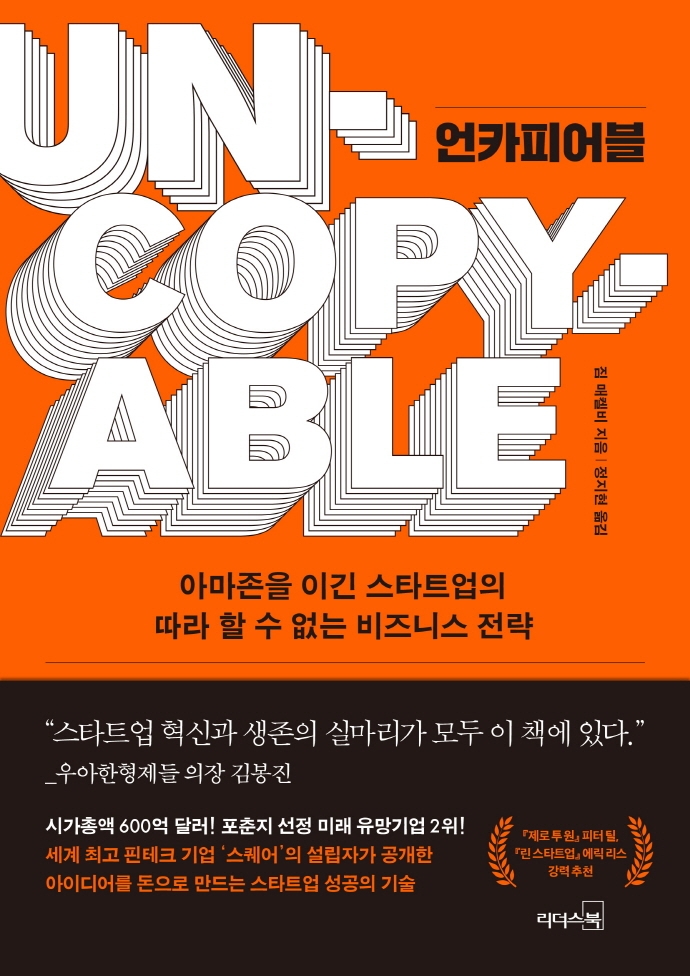 UN-
언카피어블
COPY-
ABLE
짐 매켈비 지음 | 정지현 옮김
아마존을 이긴 스타트업의
따라 할 수 없는 비즈니스 전략
“스타트업 혁신과 생존의 실마리가 모두 이 책에 있다.”
_우아한형제들 의장 김봉진
시가총액 600억 달러! 포춘지 선정 미래 유망기업 2위!
세계 최고 핀테크 기업 ‘스퀘어’의 설립자가 공개한
아이디어를 돈으로 만드는 스타트업 성공의 기술
『제로 투 원』 피터 틸,
『린 스타트업』 에릭 리스
강력 추천
리더스북